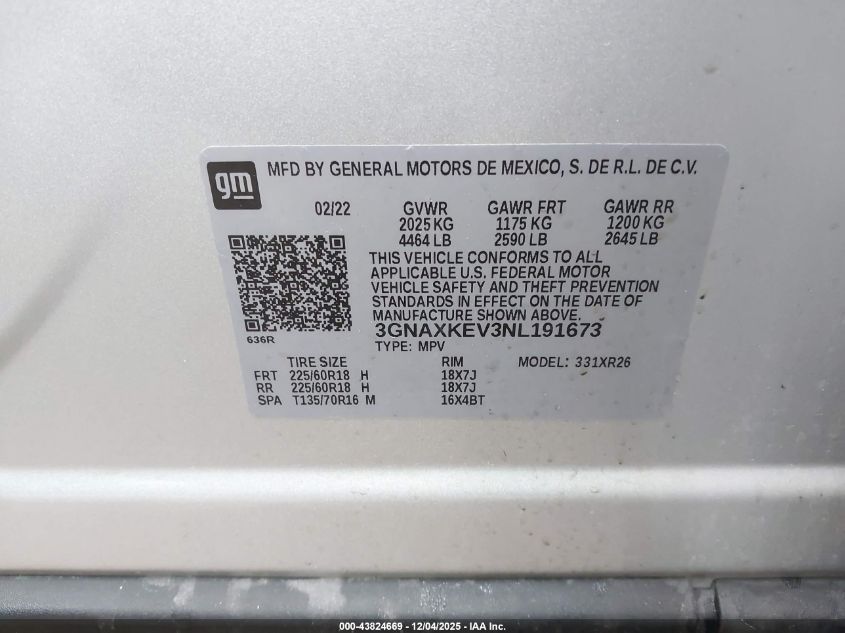 gm
MFD BY GENERAL MOTORS DE MEXICO, S. DE R.L. DE C.V.
02/22 GVWR GAWR FRT GAWR RR
2025 KG 1175 KG 1200 KG
4464 LB 2590 LB 2645 LB
THIS VEHICLE CONFORMS TO ALL
APPLICABLE U.S. FEDERAL MOTOR
VEHICLE SAFETY AND THEFT PREVENTION
STANDARDS IN EFFECT ON THE DATE OF
MANUFACTURE SHOWN ABOVE.
3GNAXKEV3NL191673
636R
TYPE: MPV
TIRE SIZE RIM MODEL: 331XR26
FRT 225/60R18 H 18X7J
RR 225/60R18 H 18X7J
SPA T135/70R16 M 16X4BT
000-43824669 - 12/04/2025 - IAA Inc.